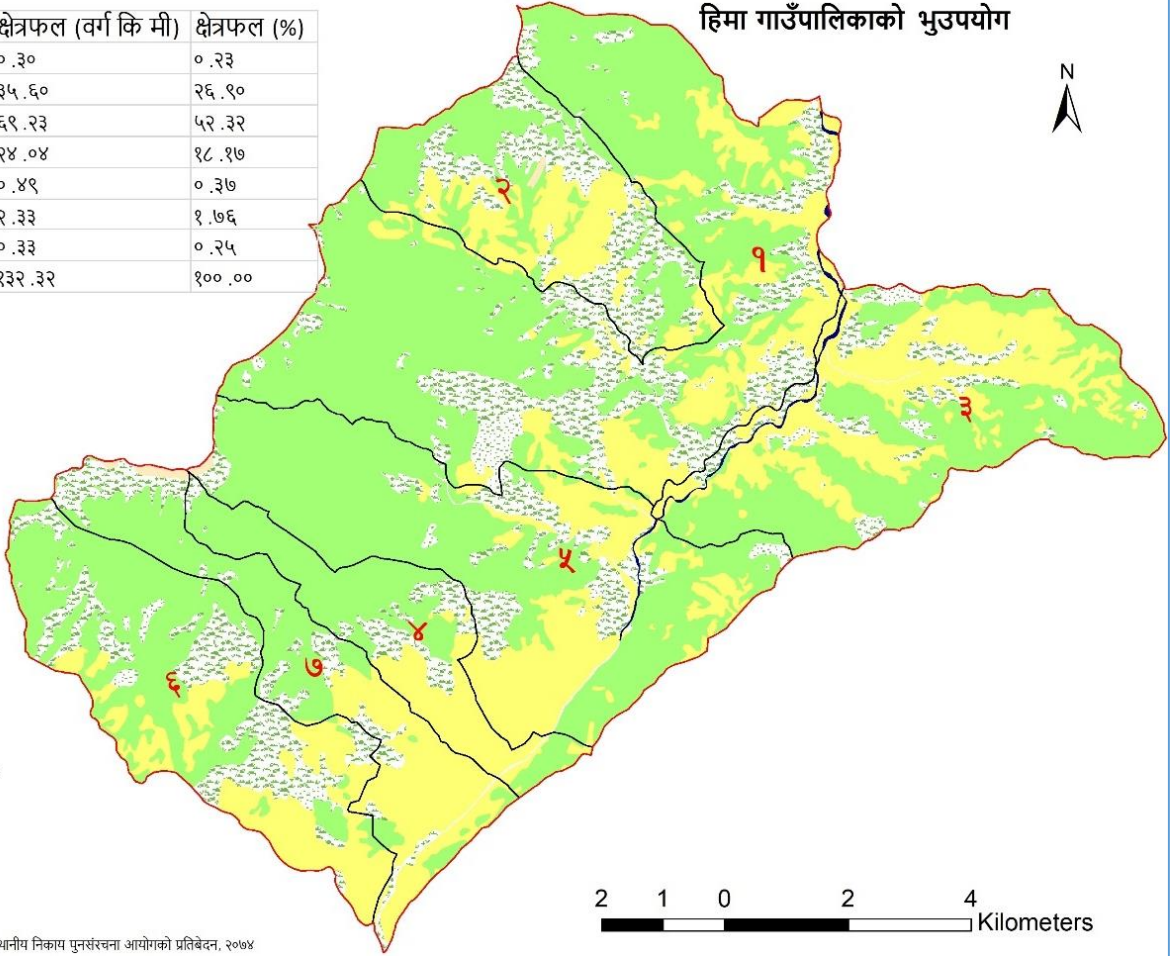 हिमा गाउँपालिकाको भुउपयोग
क्षेत्रफल (वर्ग कि मी) क्षेत्रफल (%)
० .३० ० .२३
३५ .६० २६ .९०
६९ .२३ ५२ .३२
२४ .०४ १८ .१७
० .४९ ० .३७
२ .३३ १ .७६
० .३३ ० .२५
१३२ .३२ १०० .००
N
२
१
३
५
४
७
६
2 1 0 2 4
Kilometers
थानीय निकाय पुनसंरचना आयोगको प्रतिबेदन, २०७४